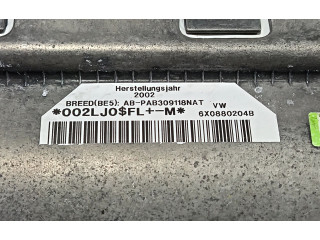 Herstellungsjahr
2002
BREED(BE5): AB-PAB309118NAT VW
*002LJ0$FL+-M* 6X0880204B